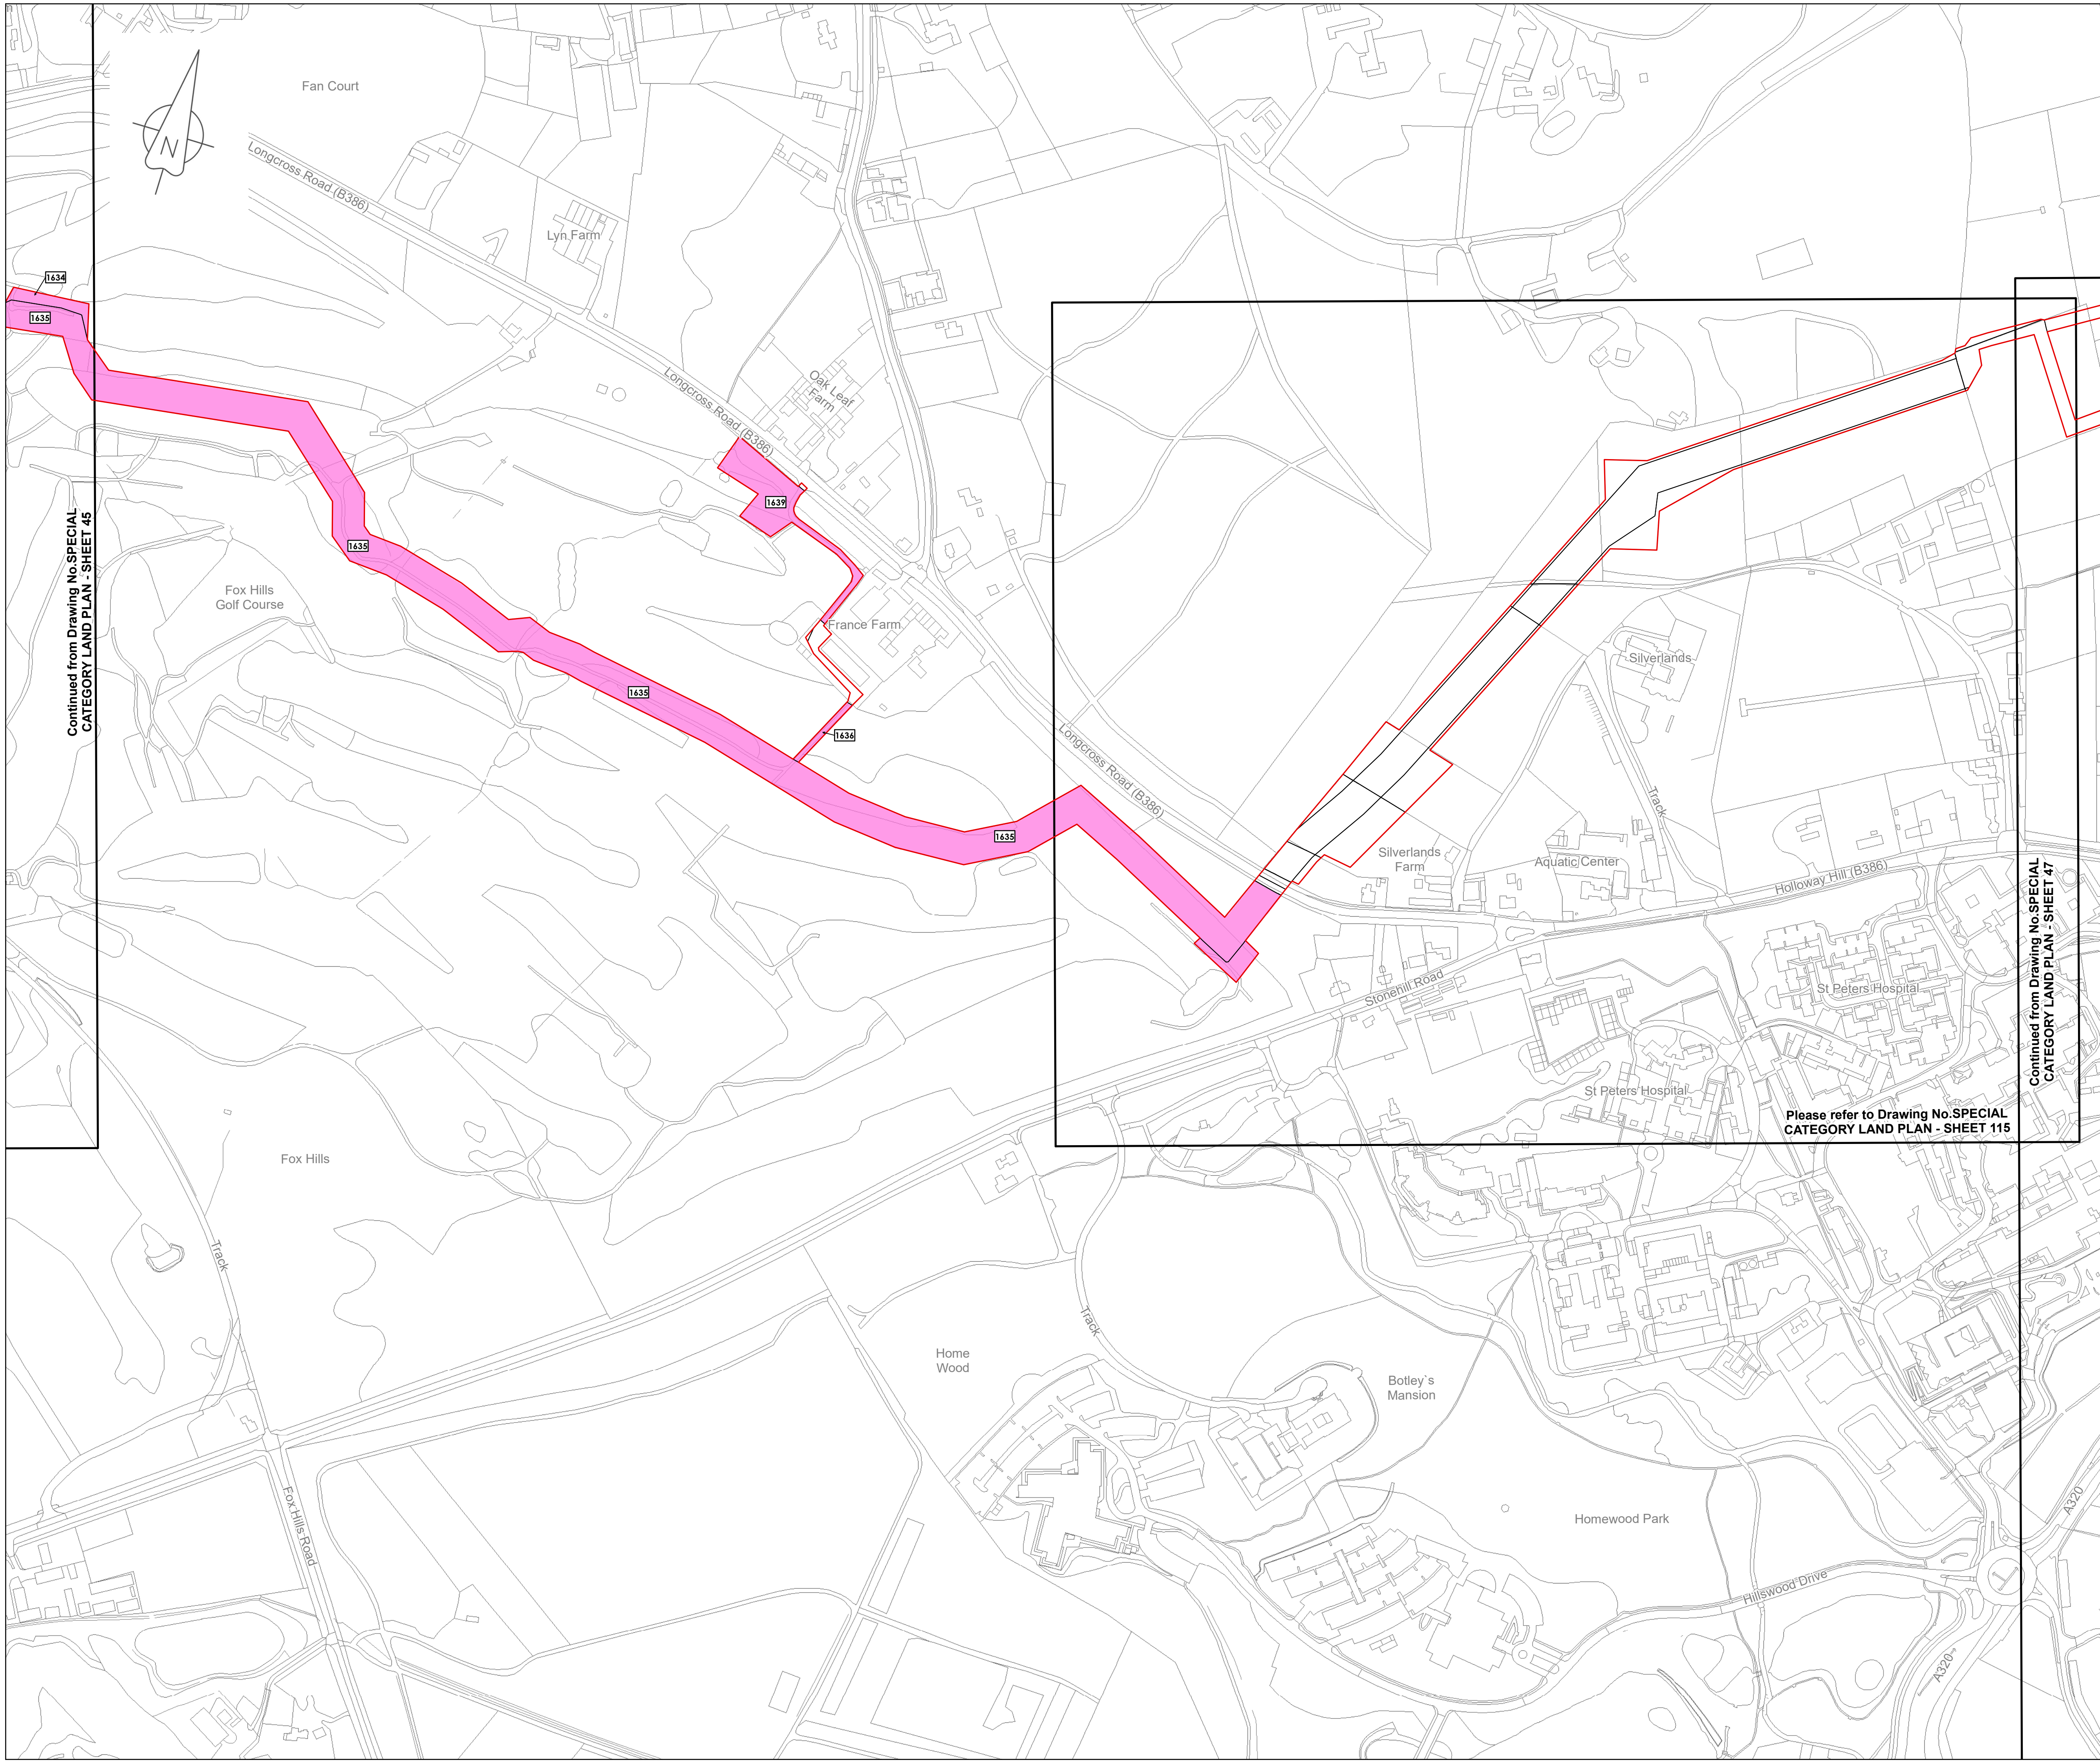 Fan Court
N
Longcross Road (B386)
Lyn Farm
1634
1635
Longcross Road (B386)
Oak Leaf
Farm
1639
Continued from Drawing No.SPECIAL
CATEGORY LAND PLAN - SHEET 45
1635
Fox Hills
Golf Course
France Farm
Silverlands
1635
1636
Longcross Road (B386)
Track
1635
Silverlands
Farm
Aquatic Center
Holloway Hill (B386)
Continued from Drawing No.SPECIAL
CATEGORY LAND PLAN - SHEET 47
Stonehill Road
St Peters Hospital
St Peters Hospital
Please refer to Drawing No.SPECIAL
CATEGORY LAND PLAN - SHEET 115
Fox Hills
Track
Track
Home
Wood
Botley`s
Mansion
Fox Hills Road
Homewood Park
A320
Hillswood Drive
A320